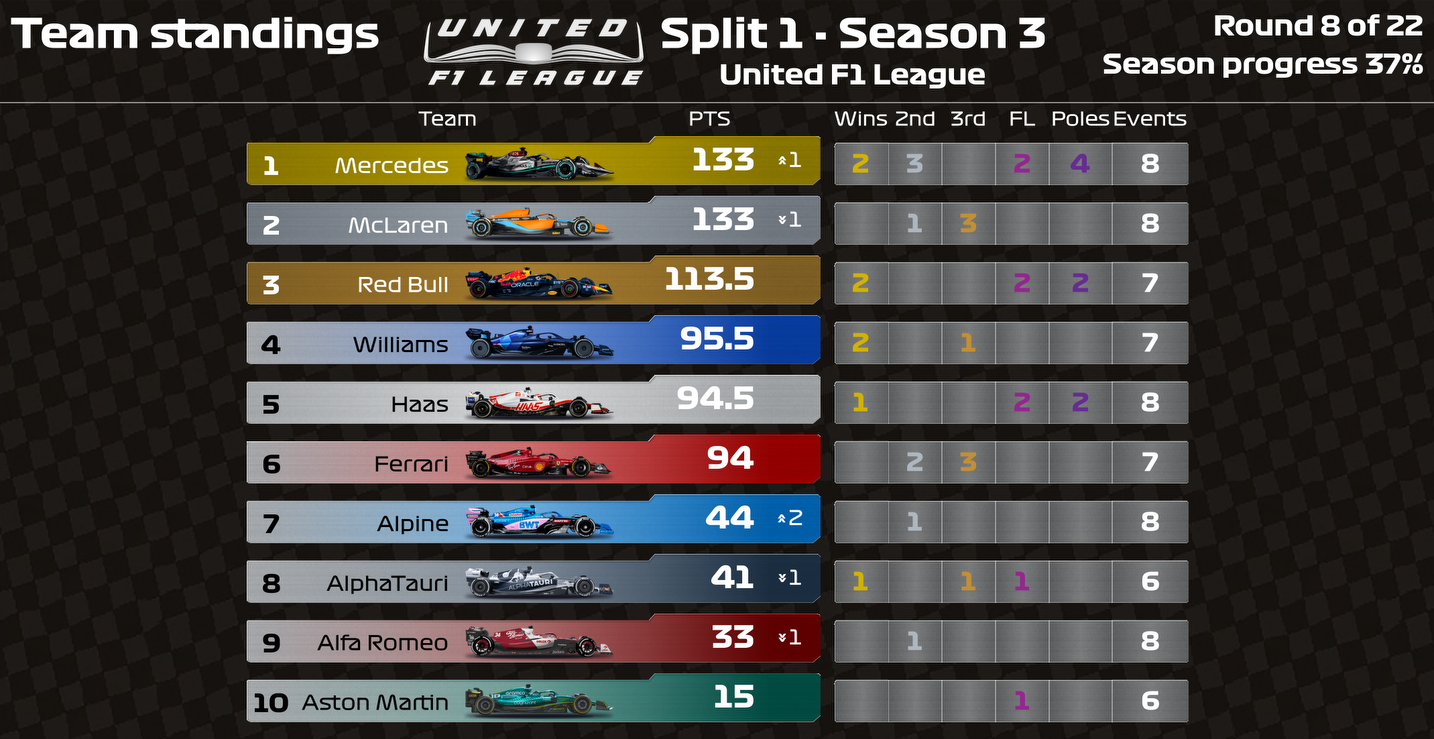 Team standings
UNITED
F1 LEAGUE
Split 1 - Season 3
United F1 League
Round 8 of 22
Season progress 37%
Team PTS Wins 2nd 3rd FL Poles Events
1 Mercedes 133 1 2 3 2 4 8
2 McLaren 133 1 1 3 8
3 Red Bull ORACLE 113.5 2 2 2 7
4 Williams 95.5 2 1 7
5 Haas HAAS 94.5 1 2 2 8
6 Ferrari 94 2 3 7
7 Alpine BWT 44 2 1 8
8 AlphaTauri ALPHATAURI 41 1 1 1 1 6
9 Alfa Romeo 33 1 1 8
10 Aston Martin 15 1 6